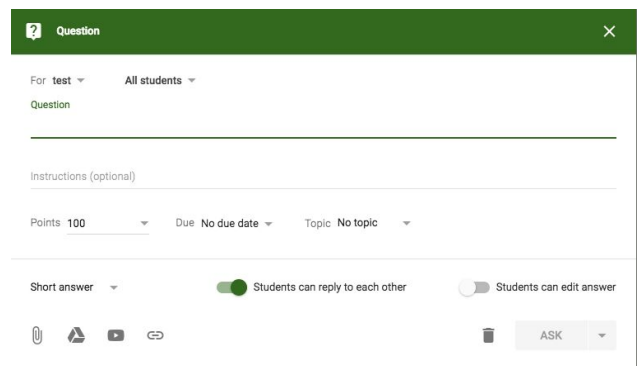 Question
For test All students
Question
Instructions (optional)
Points 100 Due No due date Topic No topic
Short answer Students can reply to each other Students can edit answer
ASK